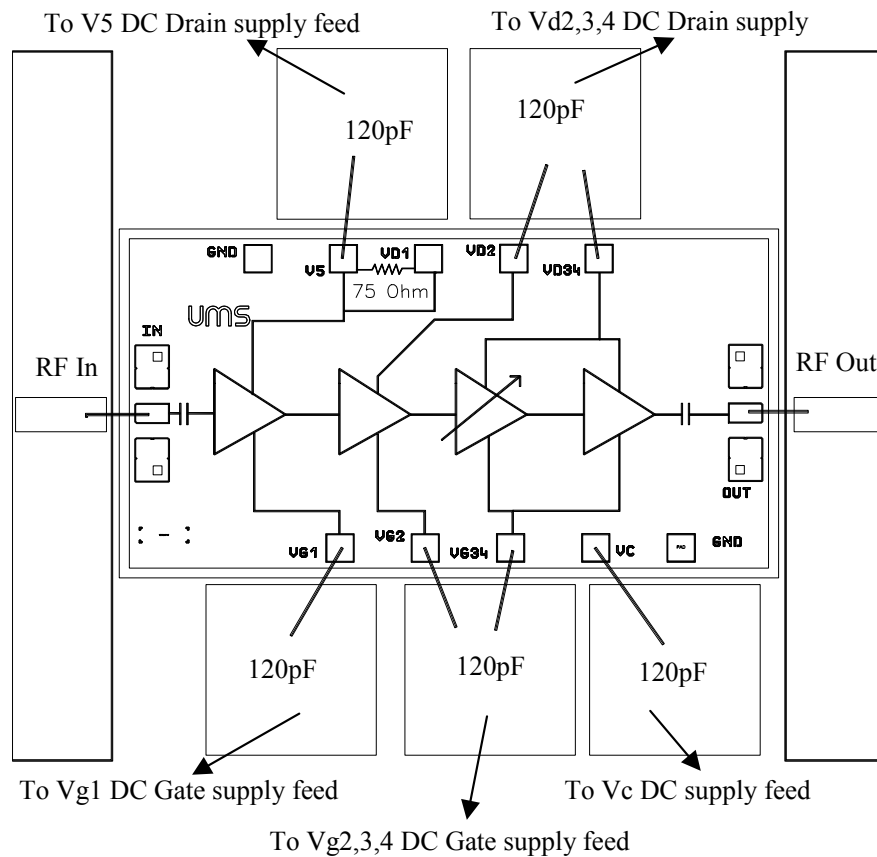 To V5 DC Drain supply feed
To Vd2,3,4 DC Drain supply
120pF
120pF
GND
V5
VD1
VD2
VD34
75 Ohm
ums
IN
RF In
RF Out
OUT
VG1
VG2
VG34
VC
PAD
GND
120pF
120pF
120pF
To Vg1 DC Gate supply feed
To Vc DC supply feed
To Vg2,3,4 DC Gate supply feed